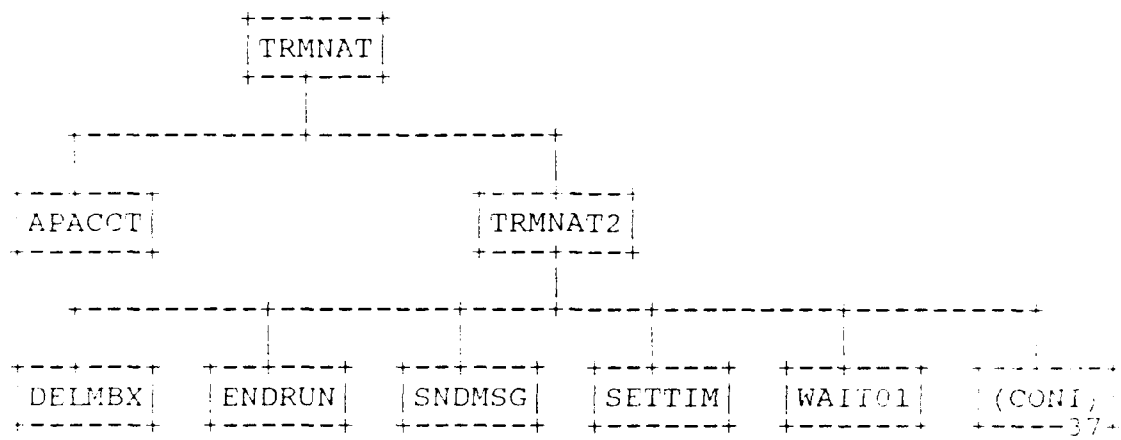 TRMNAT
APACCT TRMNAT2
DELMBX ENDRUN SNDMSG SETTIM WAIT01 (CONT)
37